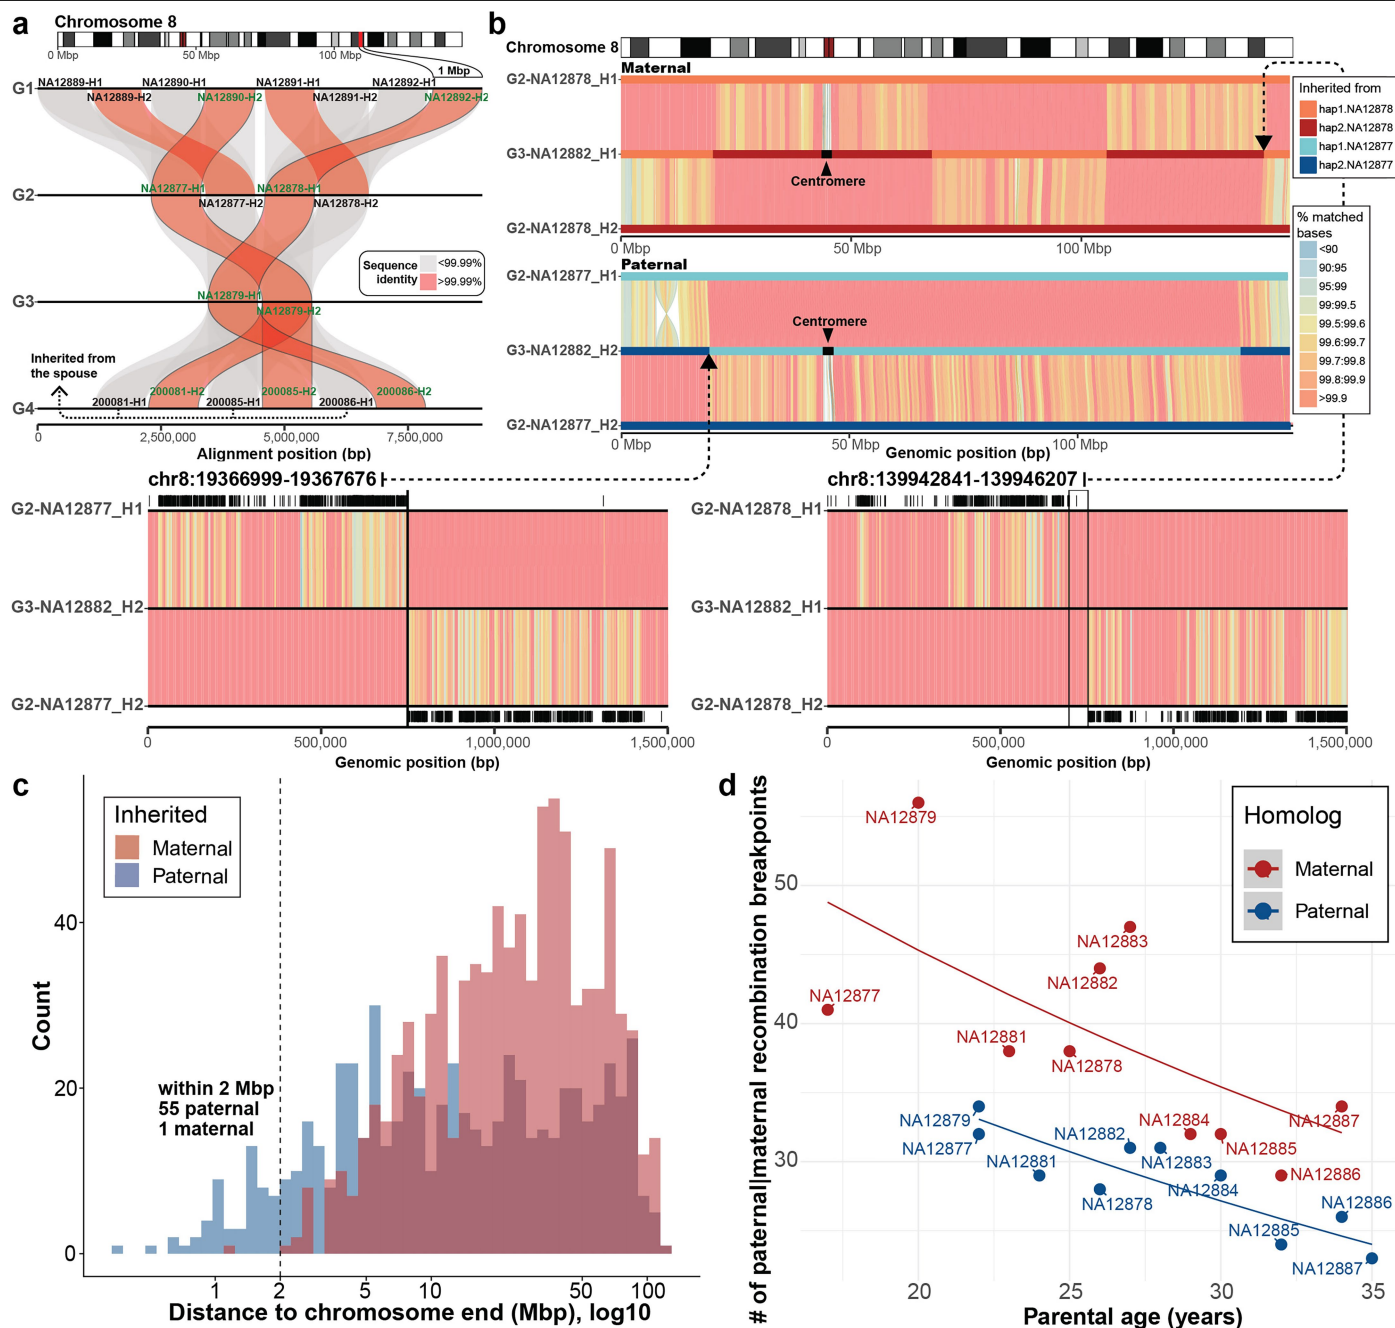 a
Chromosome 8
0 Mbp 50 Mbp 100 Mbp
1 Mbp
NA12889-H1 NA12890-H1 NA12891-H1 NA12892-H1
G1
NA12889-H2 NA12890-H2 NA12891-H2 NA12892-H2
NA12877-H1 NA12878-H1
G2
NA12877-H2 NA12878-H2
Sequence identity
<99.99%
>99.99%
NA12879-H1
G3
NA12879-H2
Inherited from
the spouse
200081-H2 200085-H2 200086-H2
200081-H1 200085-H1 200086-H1
G4
0 2,500,000 5,000,000 7,500,000
Alignment position (bp)
b
Chromosome 8
Maternal
G2-NA12878_H1
G3-NA12882_H1
Centromere
G2-NA12878_H2
0 Mbp 50 Mbp 100 Mbp
Paternal
G2-NA12877_H1
Centromere
G3-NA12882_H2
G2-NA12877_H2
0 Mbp 50 Mbp 100 Mbp
Genomic position (bp)
Inherited from
hap1.NA12878
hap2.NA12878
hap1.NA12877
hap2.NA12877
% matched
bases
<90
90:95
95:99
99:99.5
99.5:99.6
99.6:99.7
99.7:99.8
99.8:99.9
>99.9
chr8:19366999-19367676
G2-NA12877_H1
G3-NA12882_H2
G2-NA12877_H2
0 500,000 1,000,000 1,500,000
Genomic position (bp)
chr8:139942841-139946207
G2-NA12878_H1
G3-NA12882_H1
G2-NA12878_H2
0 500,000 1,000,000 1,500,000
Genomic position (bp)
c
Inherited
Maternal
Paternal
Count
40
20
0
within 2 Mbp
55 paternal
1 maternal
1 2 5 10 50 100
Distance to chromosome end (Mbp), log10
d
# of paternal|maternal recombination breakpoints
50
40
30
Homolog
Maternal
Paternal
NA12879
NA12883
NA12882
NA12877
NA12881
NA12878
NA12879
NA12884
NA12887
NA12882
NA12877
NA12885
NA12881
NA12883
NA12886
NA12884
NA12878
NA12886
NA12885
NA12887
20 25 30 35
Parental age (years)